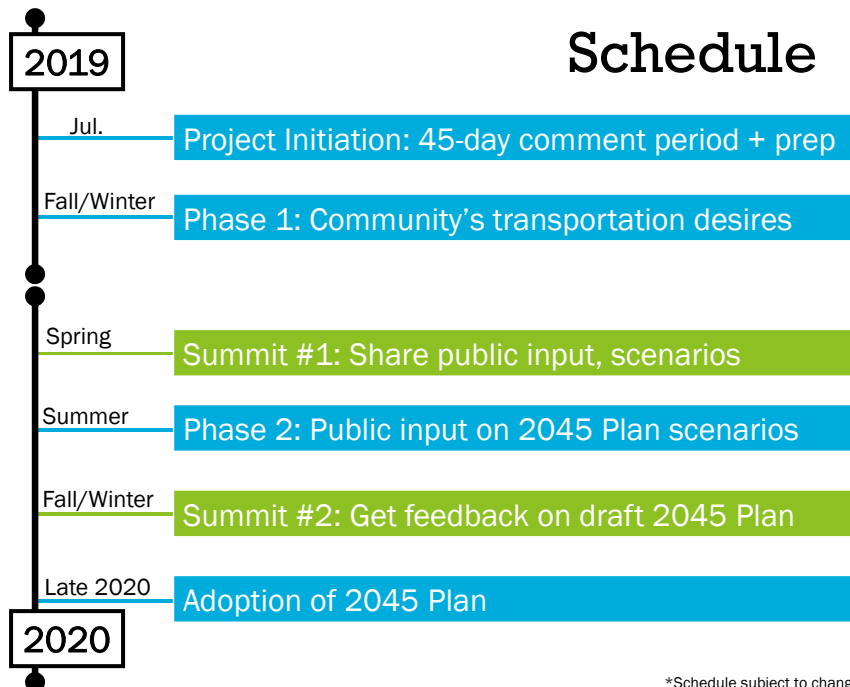 2019
Schedule
Jul.
Project Initiation: 45-day comment period + prep
Fall/Winter
Phase 1: Community's transportation desires
Spring
Summit #1: Share public input, scenarios
Summer
Phase 2: Public input on 2045 Plan scenarios
Fall/Winter
Summit #2: Get feedback on draft 2045 Plan
Late 2020
Adoption of 2045 Plan
2020
*Schedule subject to chang